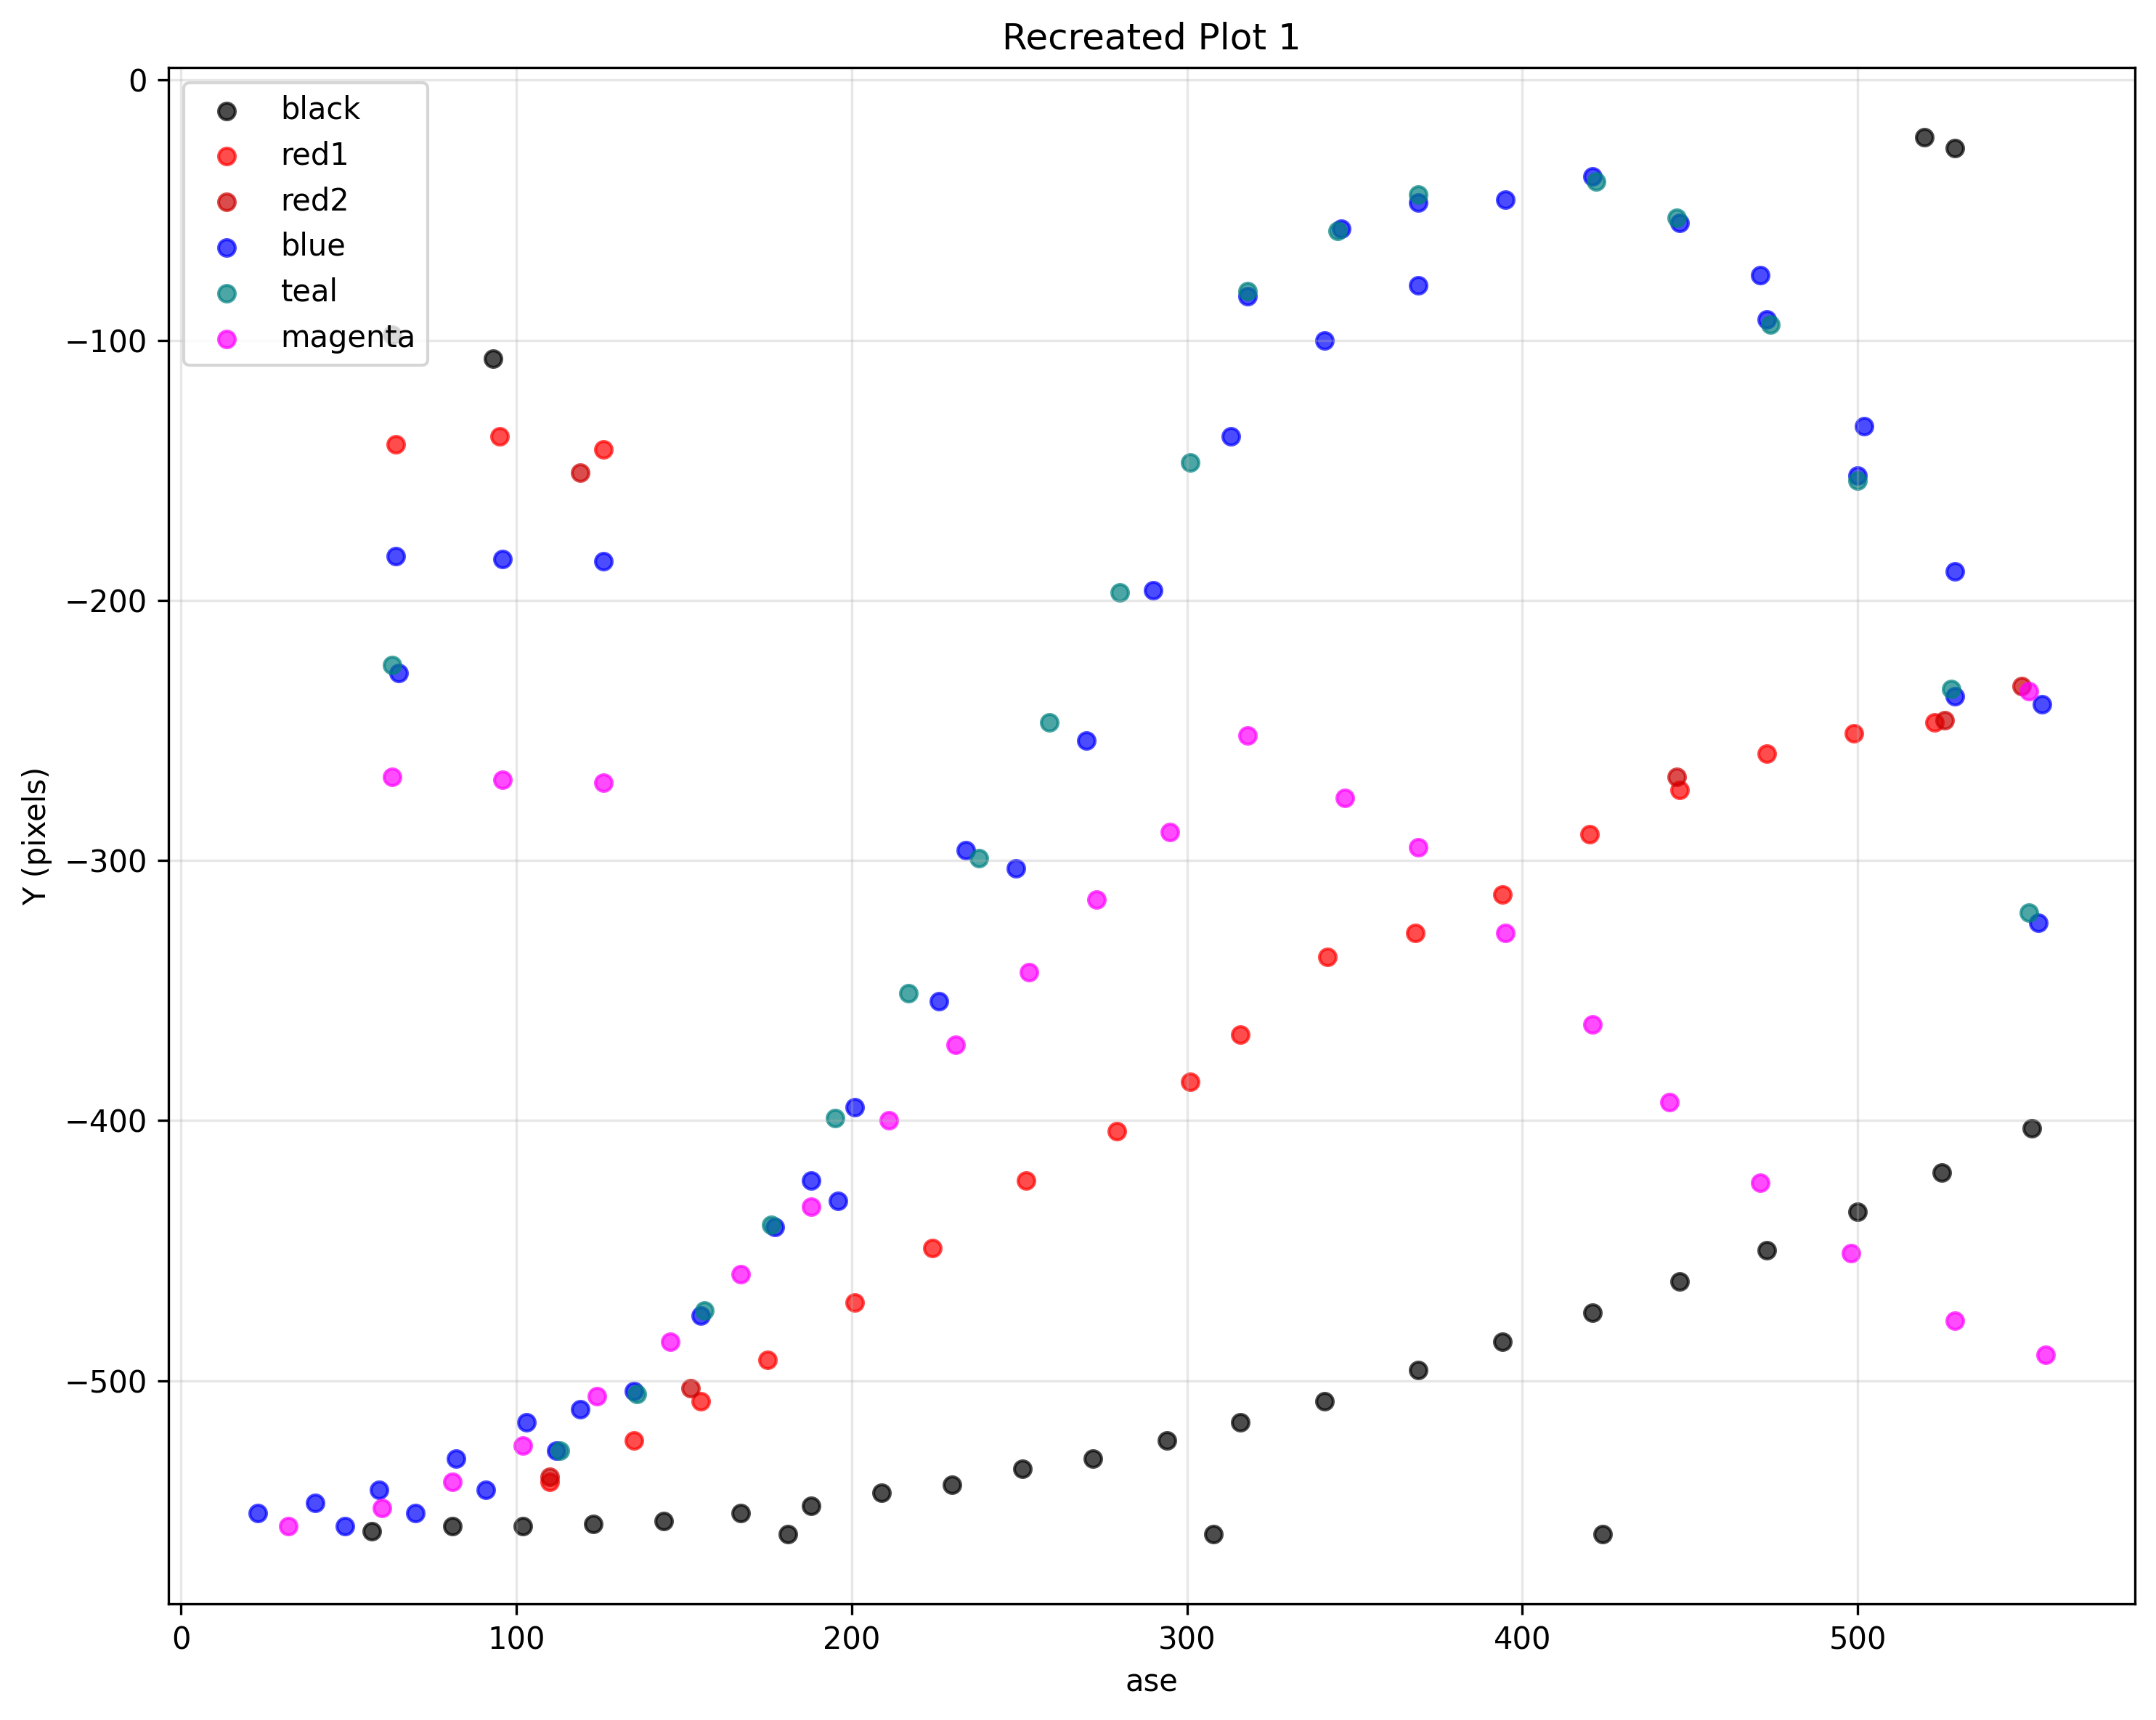 Recreated Plot 1
black
red1
red2
blue
teal
magenta
0
−100
−200
−300
−400
−500
Y (pixels)
0 100 200 300 400 500
ase